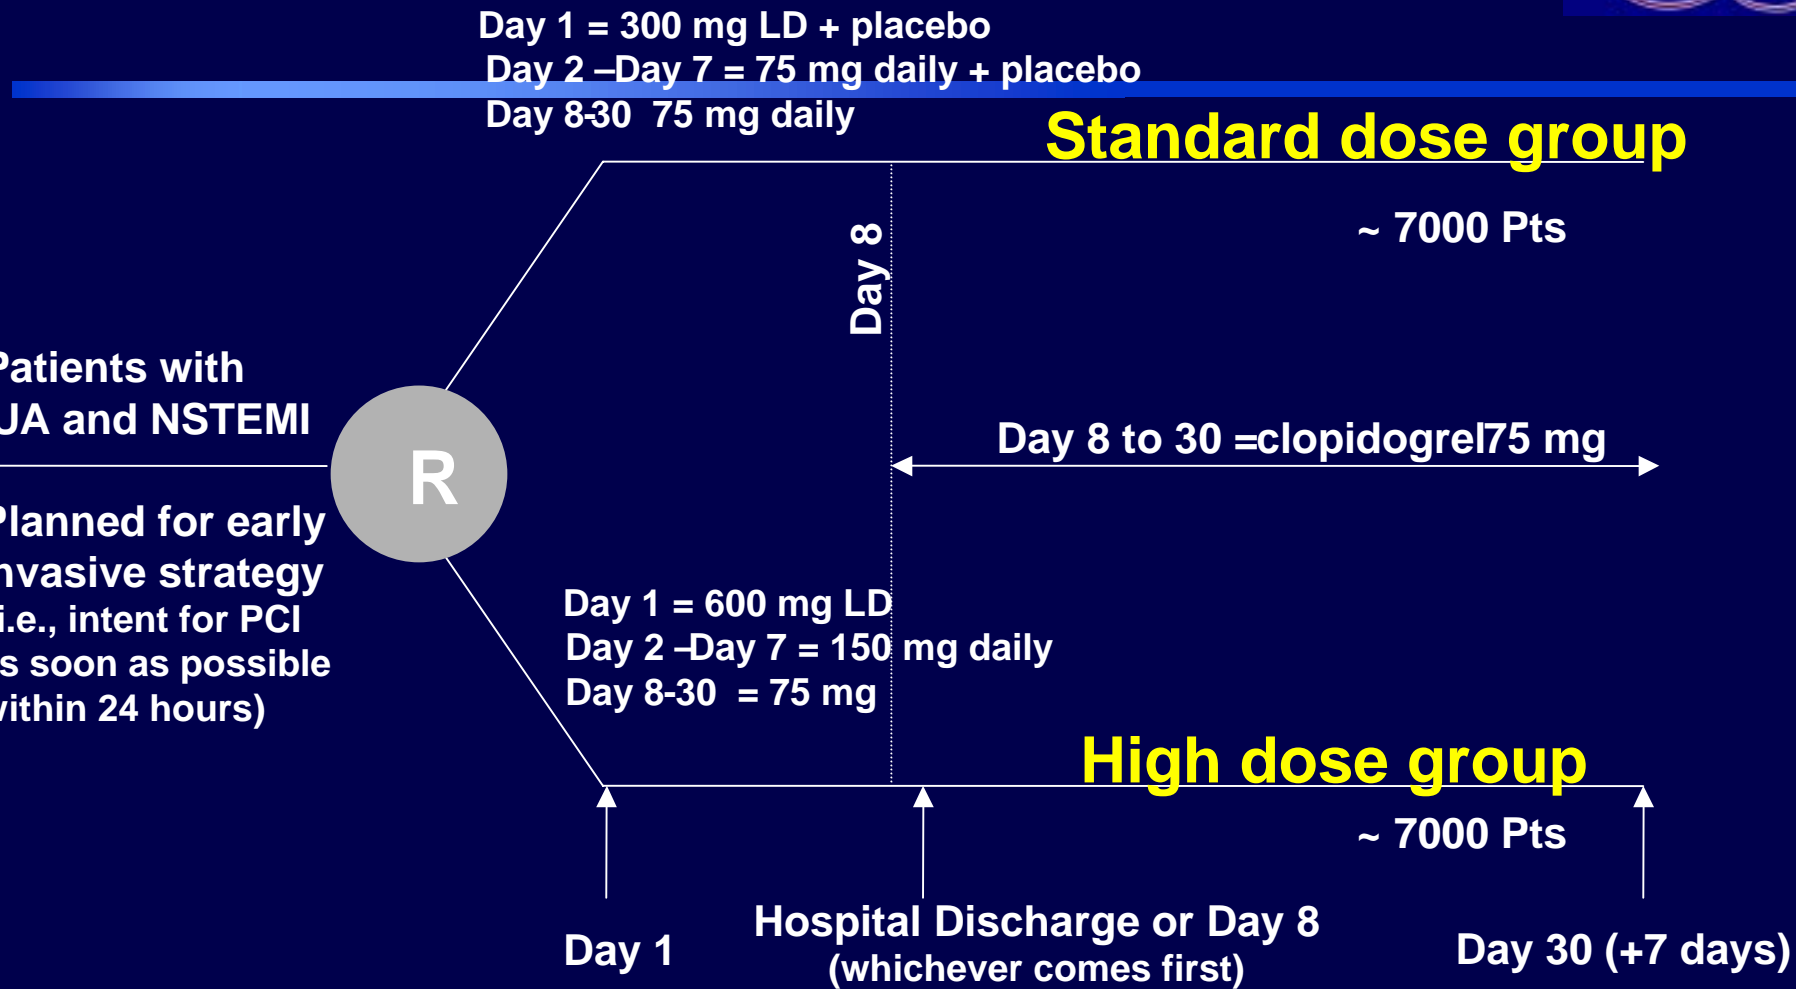 Day 1 = 300 mg LD + placebo
Day 2 –Day 7 = 75 mg daily + placebo
Day 8-30 75 mg daily
Standard dose group
~ 7000 Pts
Day 8
Patients with
UA and NSTEMI
R
Day 8 to 30 =clopidogrel75 mg
Planned for early
invasive strategy
i.e., intent for PCI
as soon as possible
within 24 hours)
Day 1 = 600 mg LD
Day 2 –Day 7 = 150 mg daily
Day 8-30 = 75 mg
High dose group
~ 7000 Pts
Day 1
Hospital Discharge or Day 8
(whichever comes first)
Day 30 (+7 days)